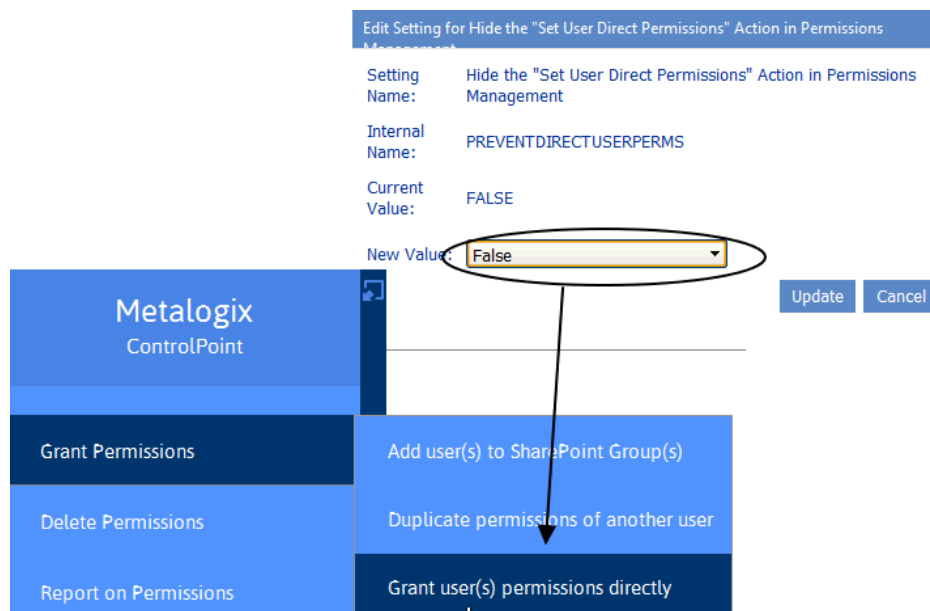 Edit Setting for Hide the "Set User Direct Permissions" Action in Permissions
Management
Setting Name:
Hide the "Set User Direct Permissions" Action in Permissions
Management
Internal Name:
PREVENTDIRECTUSERPERMS
Current Value:
FALSE
New Value:
False
Update
Cancel
Metalogix
ControlPoint
Grant Permissions
Delete Permissions
Report on Permissions
Add user(s) to SharePoint Group(s)
Duplicate permissions of another user
Grant user(s) permissions directly